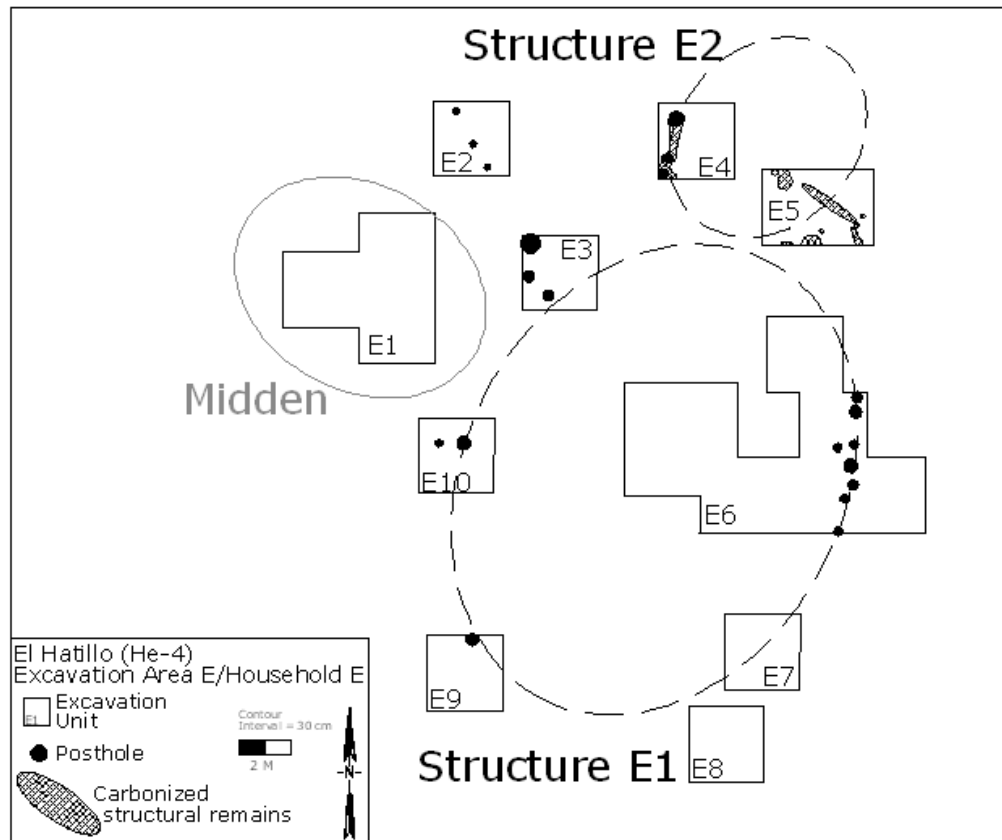 Structure E2
E2
E4
E5
E3
E1
Midden
E10
E6
E7
E9
Structure E1
E8
El Hatillo (He-4)
Excavation Area E/Household E
E1
Excavation
Unit
Contour
Interval = 30 cm
Posthole
2 M
N
Carbonized
structural remains